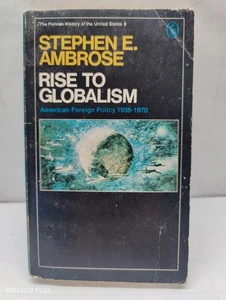 The Pelican History of the United States 8
STEPHEN E.
AMBROSE
RISE TO
GLOBALISM
American Foreign Policy 1938-1970